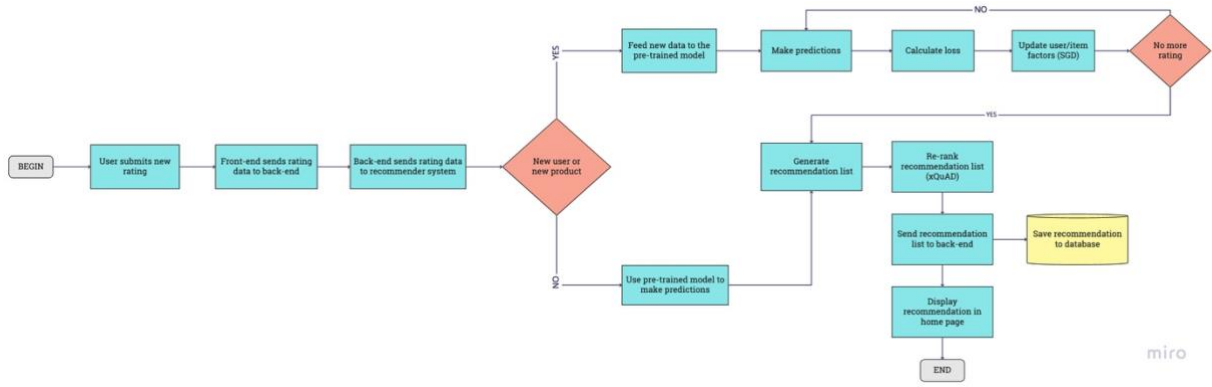 BEGIN
User submits new
rating
Front-end sends rating
data to back-end
Back-end sends rating data
to recommender system
New user or
new product
YES
Feed new data to the
pre-trained model
Make predictions
Calculate loss
Update user/item
factors (SGD)
No more
rating
NO
YES
NO
Use pre-trained model to
make predictions
Generate
recommendation list
Re-rank
recommendation list
(xQuAD)
Send recommendation
list to back-end
Save recommendation
to database
Display
recommendation in
home page
END
miro